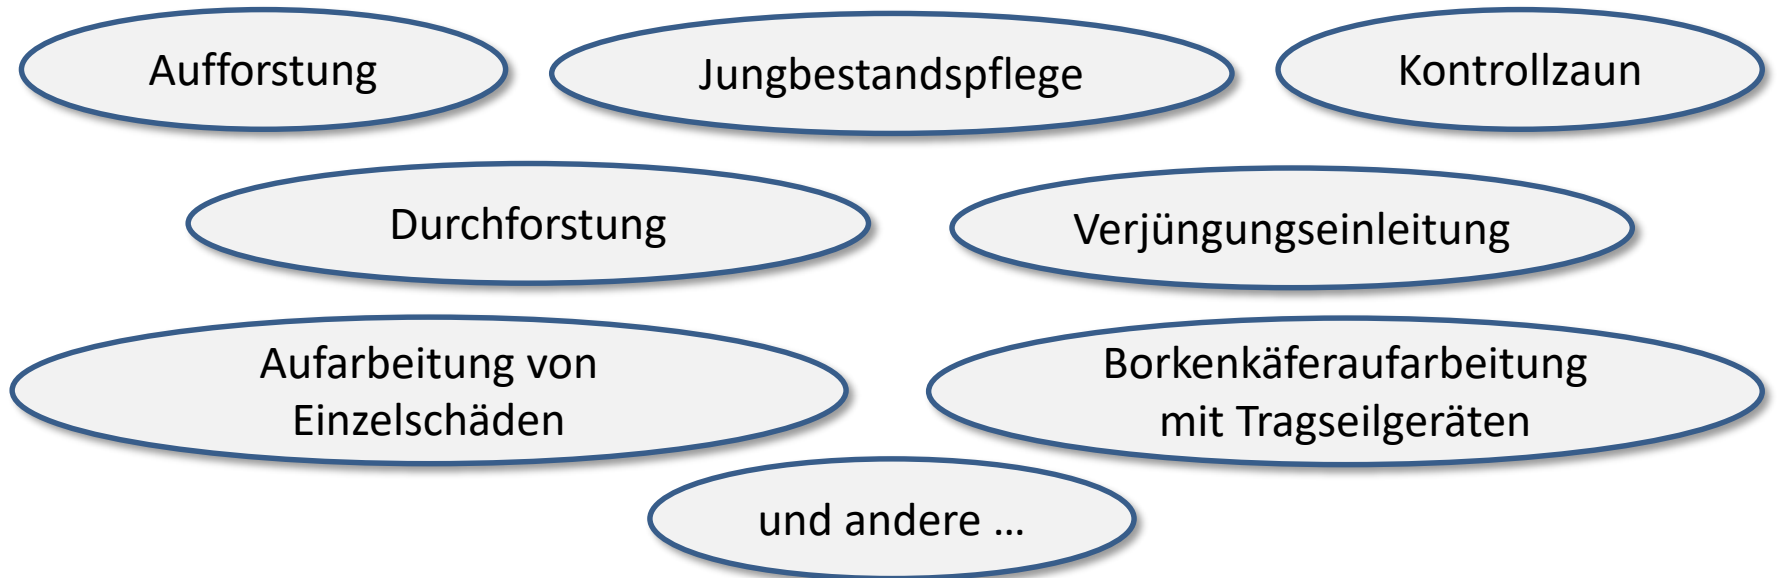 Aufforstung
Jungbestandspflege
Kontrollzaun
Durchforstung
Verjüngungseinleitung
Aufarbeitung von
Einzelschäden
Borkenkäferaufarbeitung
mit Tragseilgeräten
und andere ...